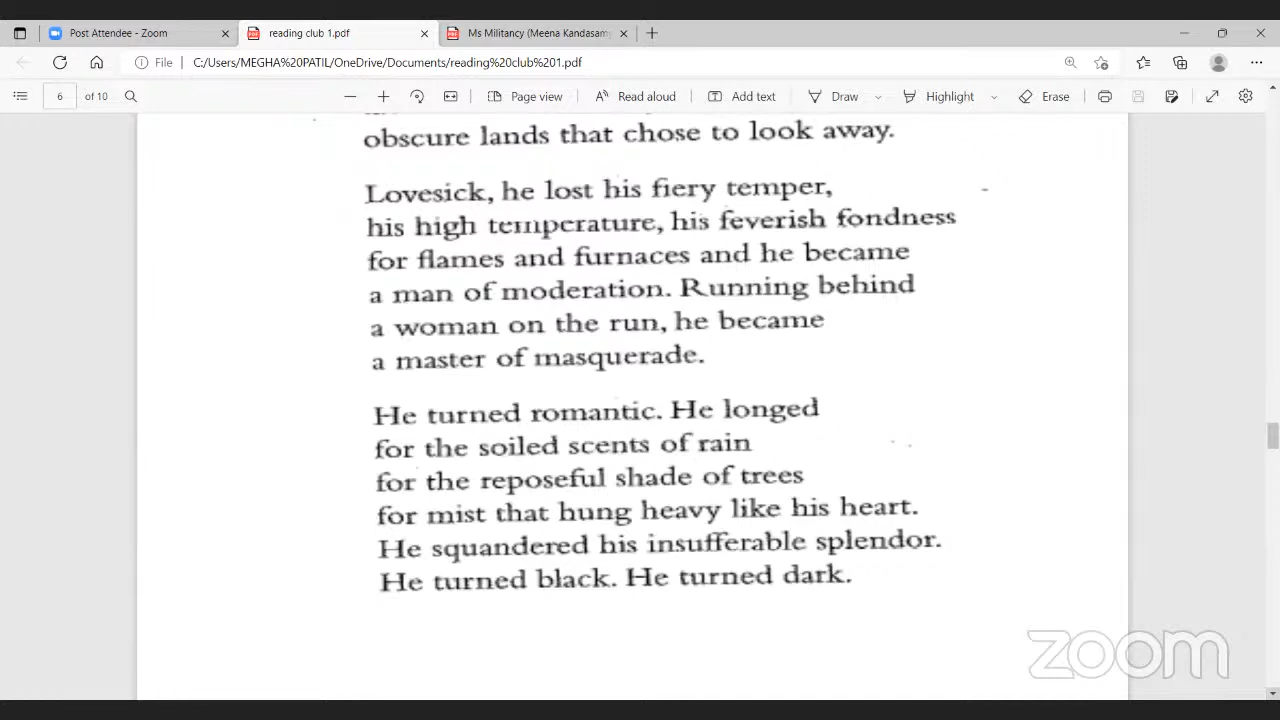 Post Attendee - Zoom
reading club 1.pdf
Ms Militancy (Meena Kandasam
File
C:/Users/MEGHA%20PATIL/OneDrive/Documents/reading%20club%201.pdf
6 of 10
Page view
Read aloud
Add text
Draw
Highlight
Erase
obscure lands that chose to look away.
Lovesick, he lost his fiery temper,
his high temperature, his feverish fondness
for flames and furnaces and he became
a man of moderation. Running behind
a woman on the run, he became
a master of masquerade.
He turned romantic. He longed
for the soiled scents of rain
for the reposeful shade of trees
for mist that hung heavy like his heart.
He squandered his insufferable splendor.
He turned black. He turned dark.
zoom